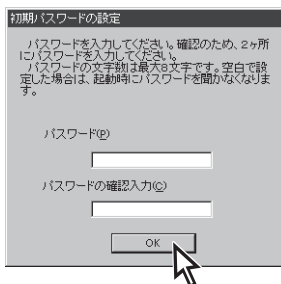 初期パスワードの設定
パスワードを入力してください。確認のため、2ヶ所
にパスワードを入力してください。
パスワードの文字数は最大8文字です。空白で設
定した場合は、起動時にパスワードを聞かなくなりま
す。
パスワード(P)
パスワードの確認入力(C)
OK